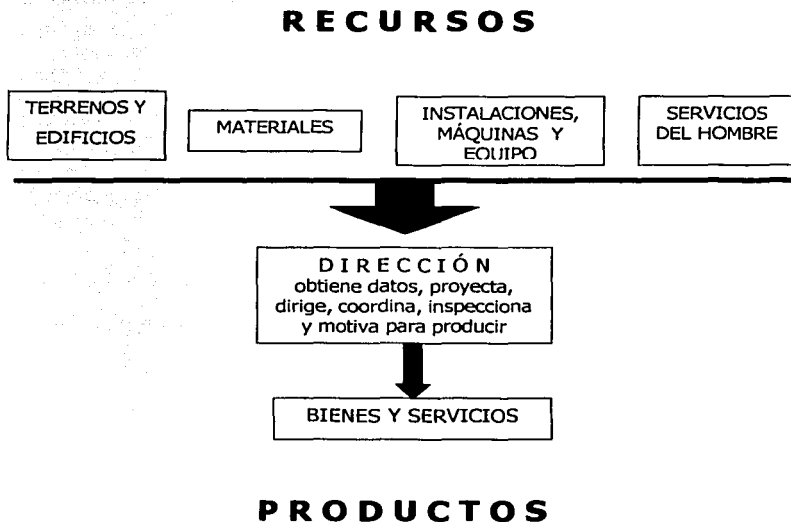 RECURSOS
TERRENOS Y
EDIFICIOS
MATERIALES
INSTALACIONES,
MÁQUINAS Y
EQUIPO
SERVICIOS
DEL HOMBRE
DIRECCIÓN
obtiene datos, proyecta,
dirige, coordina, inspecciona
y motiva para producir
BIENES Y SERVICIOS
PRODUCTOS